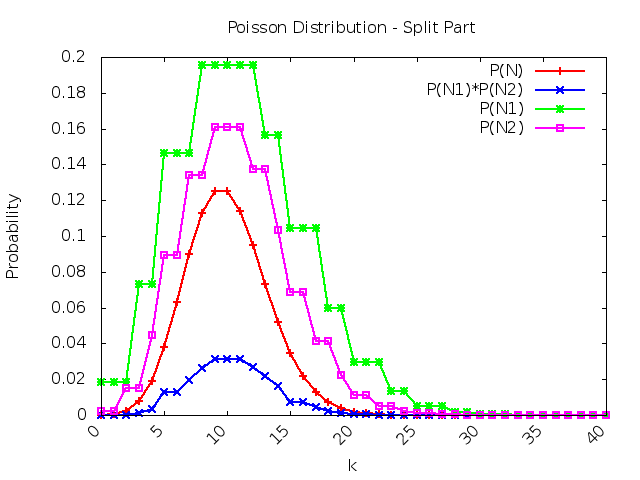 Poisson Distribution - Split Part
0.2
0.18
0.16
0.14
0.12
0.1
0.08
0.06
0.04
0.02
0
Probability
P(N)
P(N1)*P(N2)
P(N1)
P(N2)
0 5 10 15 20 25 30 35 40
k